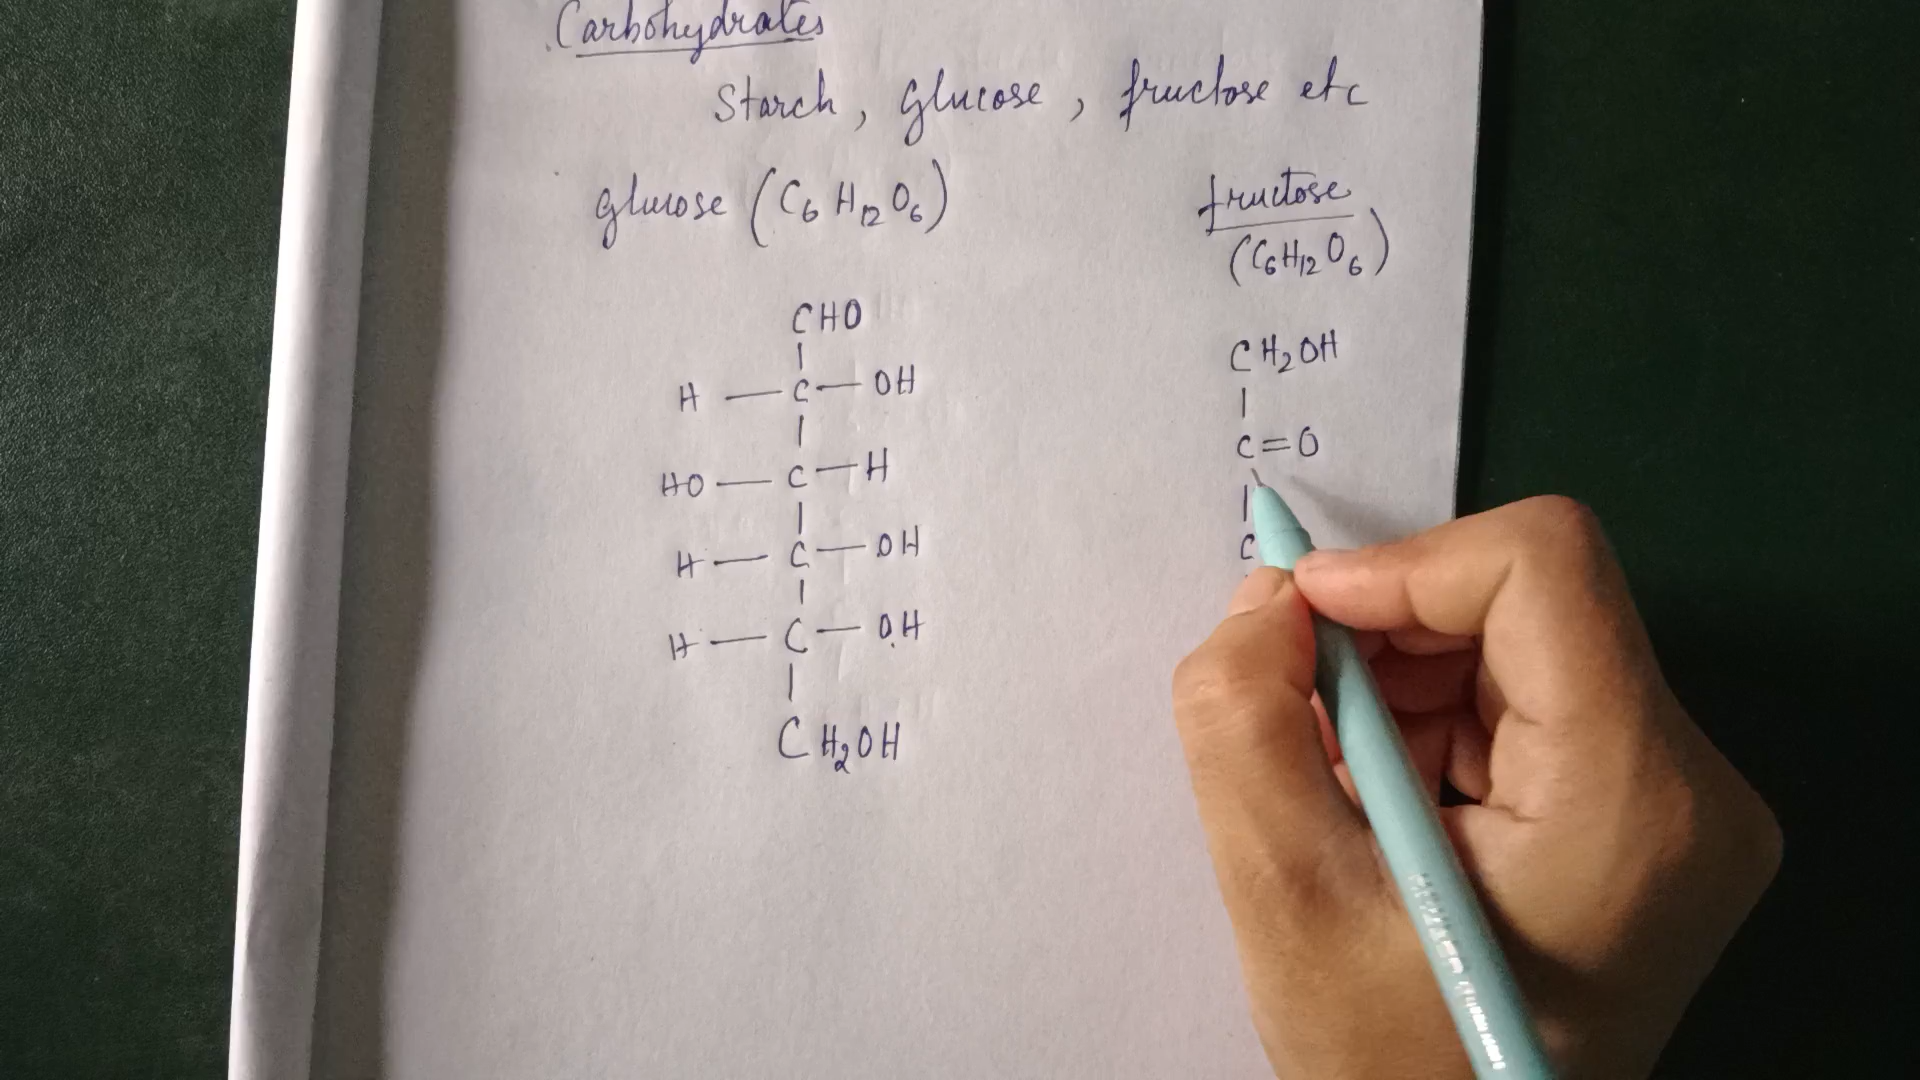 Carbohydrates
Starch, glucose, fructose etc
glucose (C6H12O6)
fructose
(C6H12O6)
CHO
|
H — C — OH
|
HO — C — H
|
H — C — OH
|
H — C — OH
|
CH2OH
CH2OH
|
C=O
|
C